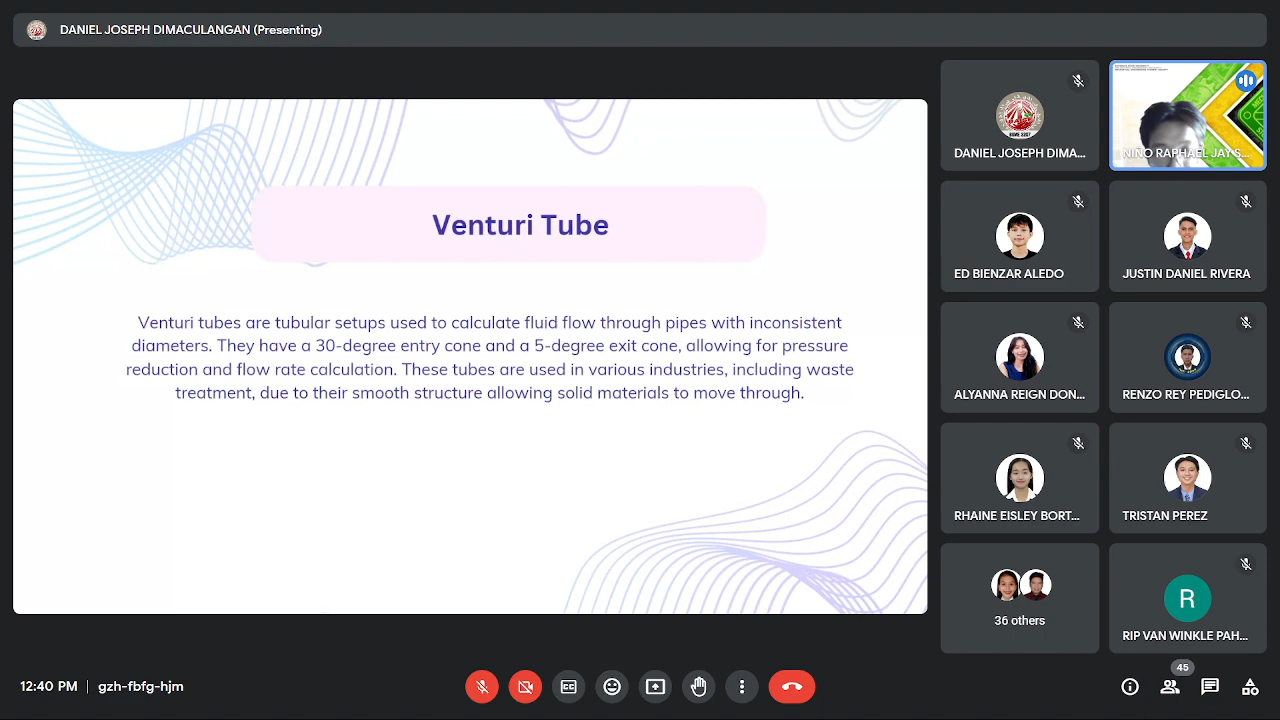 DANIEL JOSEPH DIMACULANGAN (Presenting)
Venturi Tube
Venturi tubes are tubular setups used to calculate fluid flow through pipes with inconsistent
diameters. They have a 30-degree entry cone and a 5-degree exit cone, allowing for pressure
reduction and flow rate calculation. These tubes are used in various industries, including waste
treatment, due to their smooth structure allowing solid materials to move through.
DANIEL JOSEPH DIMA...
NIÑO RAPHAEL JAY S...
ED BIENZAR ALEDO
JUSTIN DANIEL RIVERA
ALYANNA REIGN DON...
RENZO REY PEDIGLO...
RHAINE EISLEY BORT...
TRISTAN PEREZ
36 others
R
RIP VAN WINKLE PAH...
45
12:40 PM | gzh-fbfg-hjm